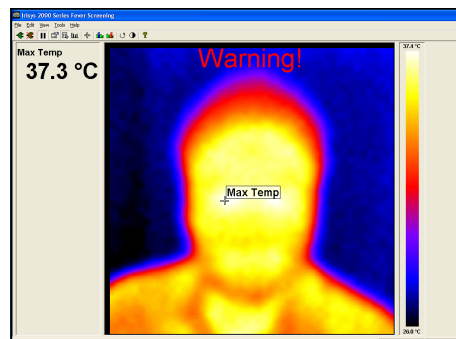 Irisys 2000 Series Fever Screening
File Edit View Tools Help
Max Temp
37.3 °C
Warning!
37.4 °C
Max Temp
26.0 °C